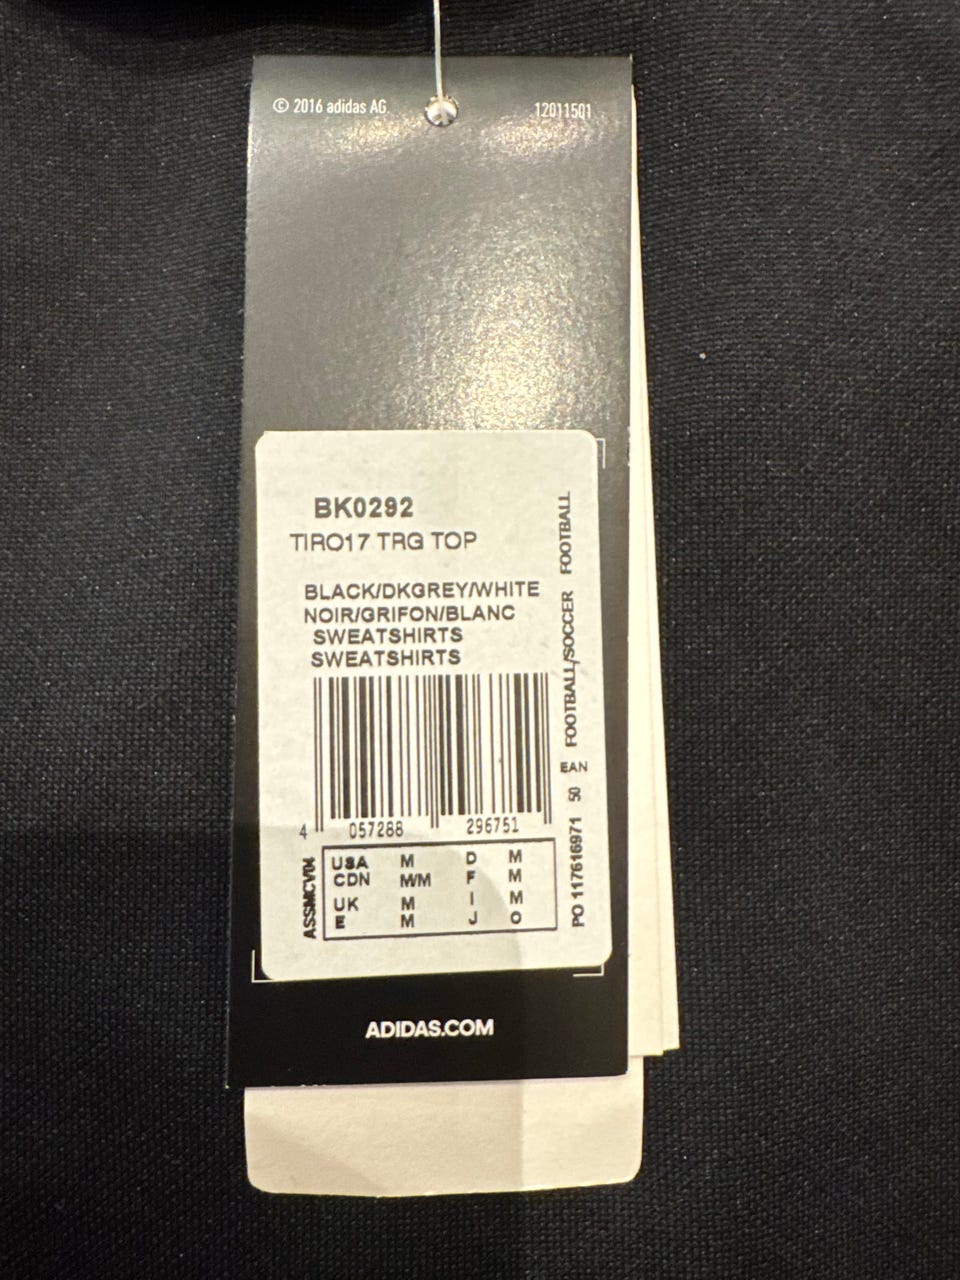 © 2016 adidas AG. 12011501
BK0292
TIRO17 TRG TOP
BLACK/DKGREY/WHITE
NOIR/GRIFON/BLANC
SWEATSHIRTS
SWEATSHIRTS
4 057288 296751
USA M D M
CDN M/M F M
UK M I M
E M J O
ASSMCV04
PO 117616971 50 EAN FOOTBALL/SOCCER FOOTBALL
ADIDAS.COM